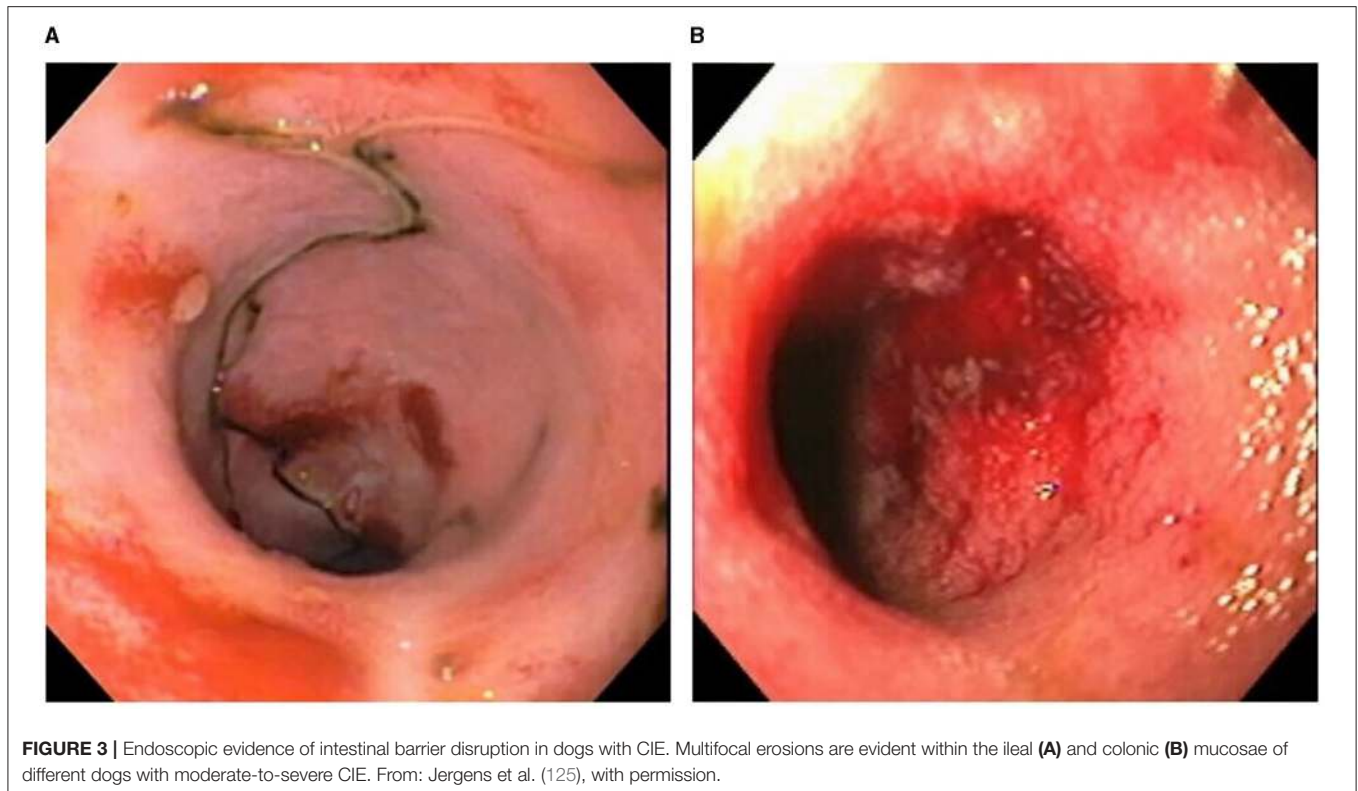 A
B
FIGURE 3 | Endoscopic evidence of intestinal barrier disruption in dogs with CIE. Multifocal erosions are evident within the ileal (A) and colonic (B) mucosae of
different dogs with moderate-to-severe CIE. From: Jergens et al. (125), with permission.